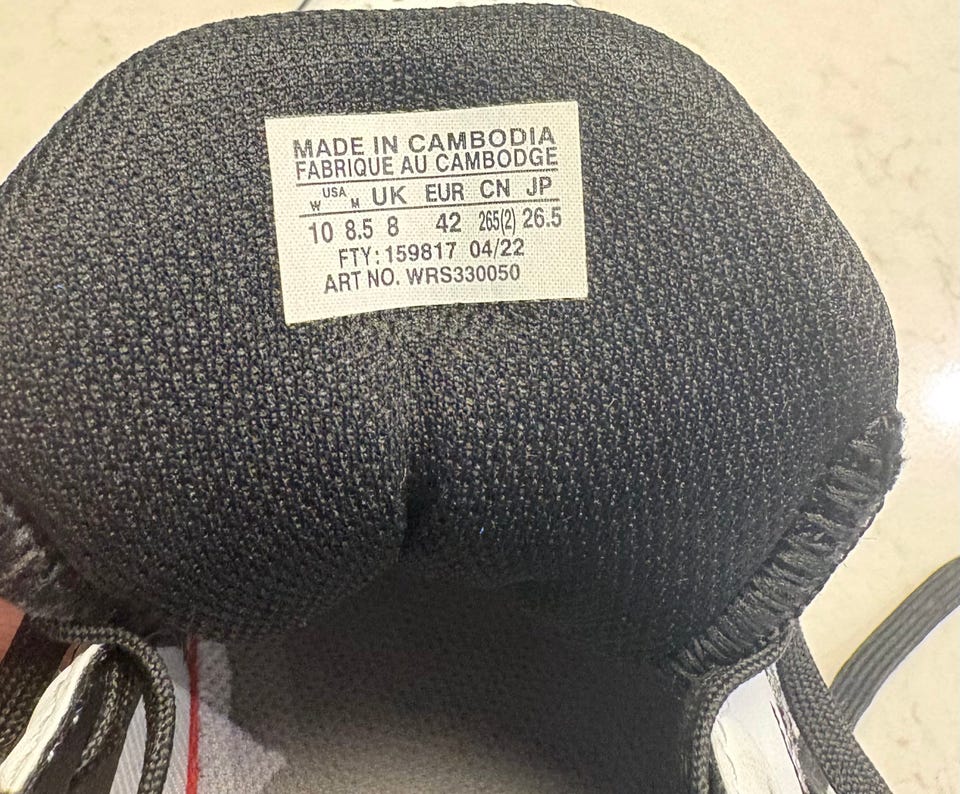 MADE IN CAMBODIA
FABRIQUE AU CAMBODGE
W USA M UK EUR CN JP
10 8.5 8 42 265(2) 26.5
FTY: 159817 04/22
ART NO. WRS330050